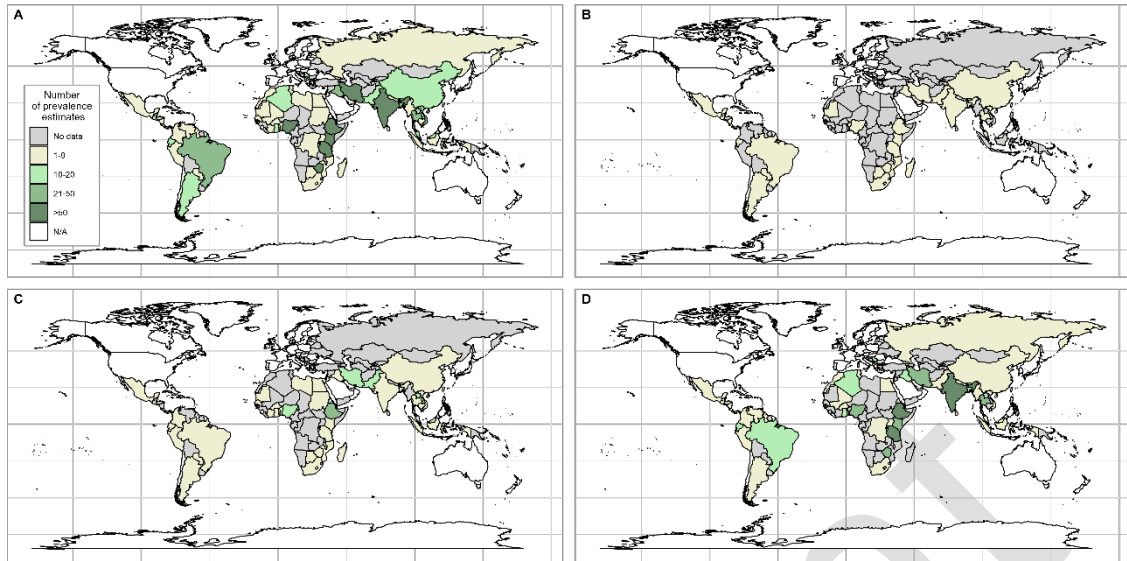 A
B
Number
of prevalence
estimates
No data
1-9
10-20
21-50
>50
N/A
C
D